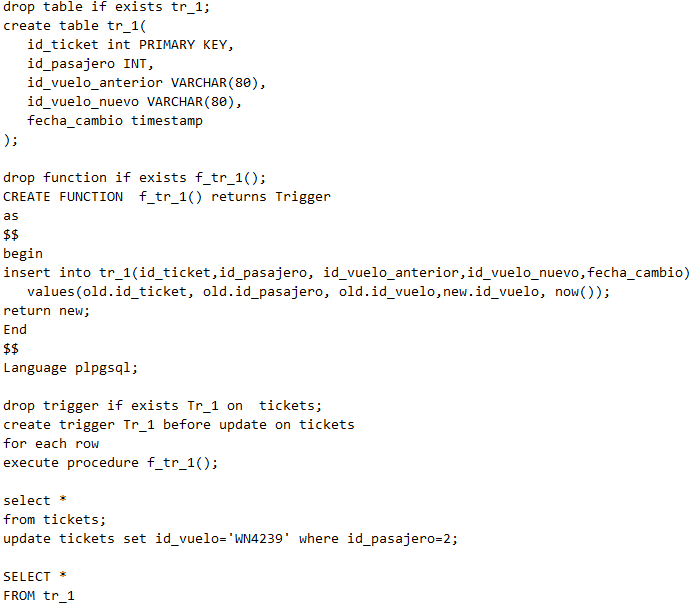 drop table if exists tr_1;
create table tr_1(
   id_ticket int PRIMARY KEY,
   id_pasajero INT,
   id_vuelo_anterior VARCHAR(80),
   id_vuelo_nuevo VARCHAR(80),
   fecha_cambio timestamp
);

drop function if exists f_tr_1();
CREATE FUNCTION  f_tr_1() returns Trigger
as
$$
begin
insert into tr_1(id_ticket,id_pasajero, id_vuelo_anterior,id_vuelo_nuevo,fecha_cambio)
   values(old.id_ticket, old.id_pasajero, old.id_vuelo,new.id_vuelo, now());
return new;
End
$$
Language plpgsql;

drop trigger if exists Tr_1 on  tickets;
create trigger Tr_1 before update on tickets
for each row
execute procedure f_tr_1();

select *
from tickets;
update tickets set id_vuelo='WN4239' where id_pasajero=2;

SELECT *
FROM tr_1